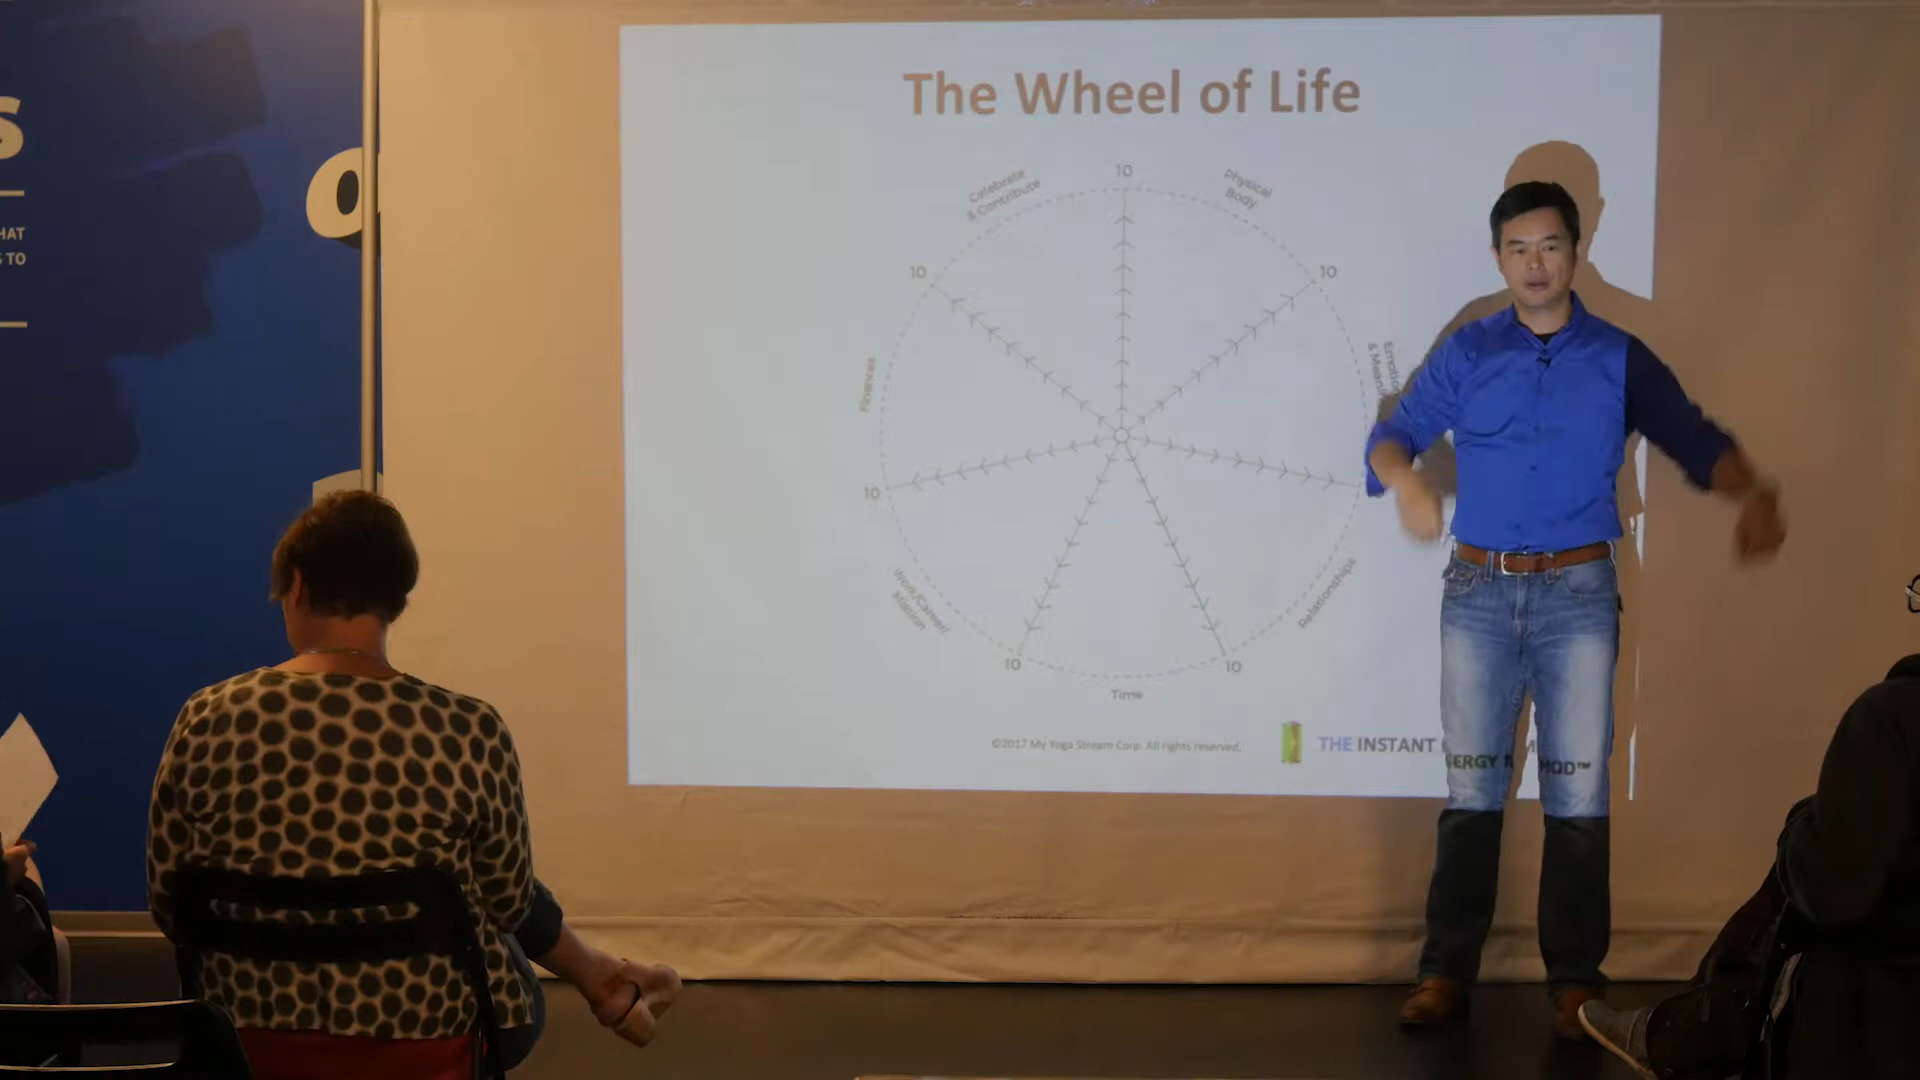 S
HAT
S TO
o
The Wheel of Life
Celebrate
& Contribute
10
Physical
Body
10
10
Finances
10
Work/Career/
Mission
10
Time
10
Relationships
©2017 My Yoga Stream Corp. All rights reserved.
THE INSTANT